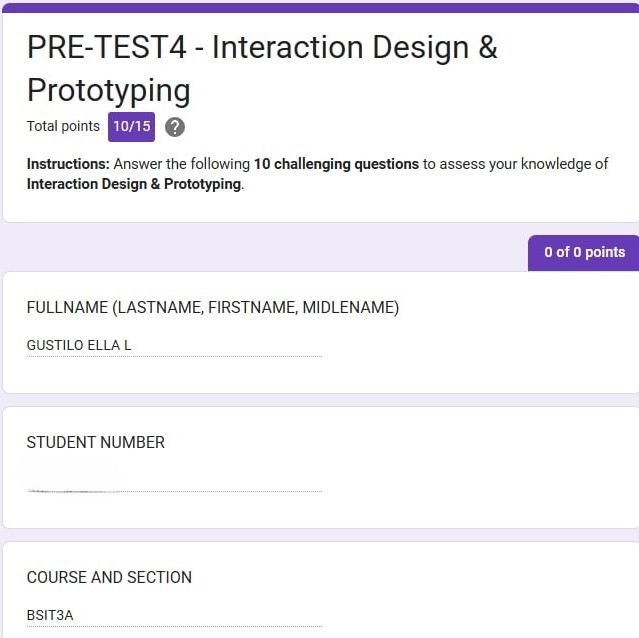 PRE-TEST4 - Interaction Design &
Prototyping
Total points 10/15 ?
Instructions: Answer the following 10 challenging questions to assess your knowledge of
Interaction Design & Prototyping.
0 of 0 points
FULLNAME (LASTNAME, FIRSTNAME, MIDLENAME)
GUSTILO ELLA L
STUDENT NUMBER
COURSE AND SECTION
BSIT3A